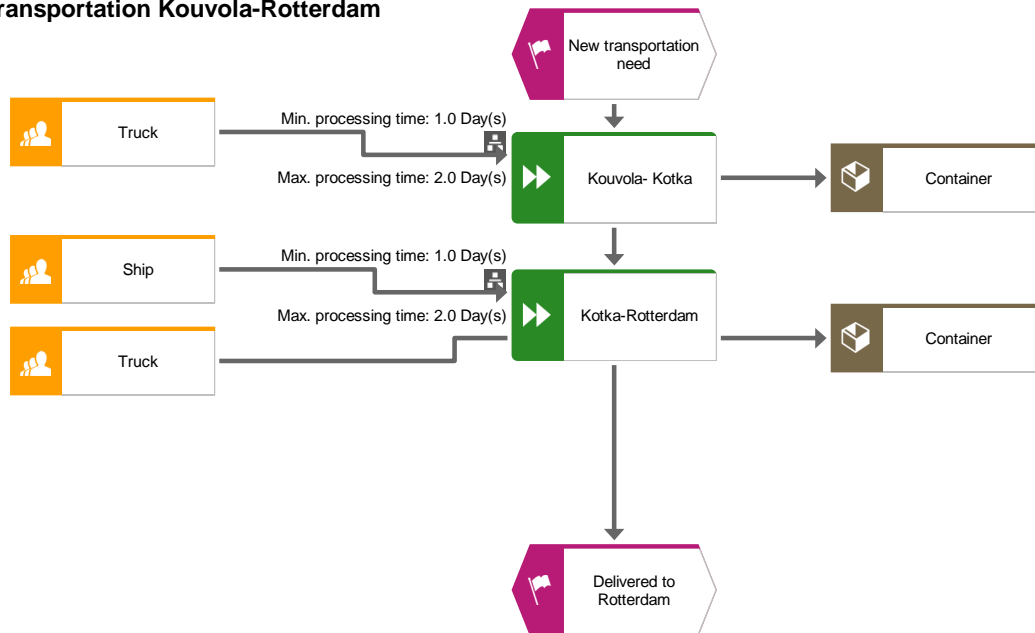 ransportation Kouvola-Rotterdam
New transportation
need
Truck
Min. processing time: 1.0 Day(s)
Max. processing time: 2.0 Day(s)
Kouvola- Kotka
Container
Ship
Min. processing time: 1.0 Day(s)
Max. processing time: 2.0 Day(s)
Kotka-Rotterdam
Container
Truck
Delivered to
Rotterdam